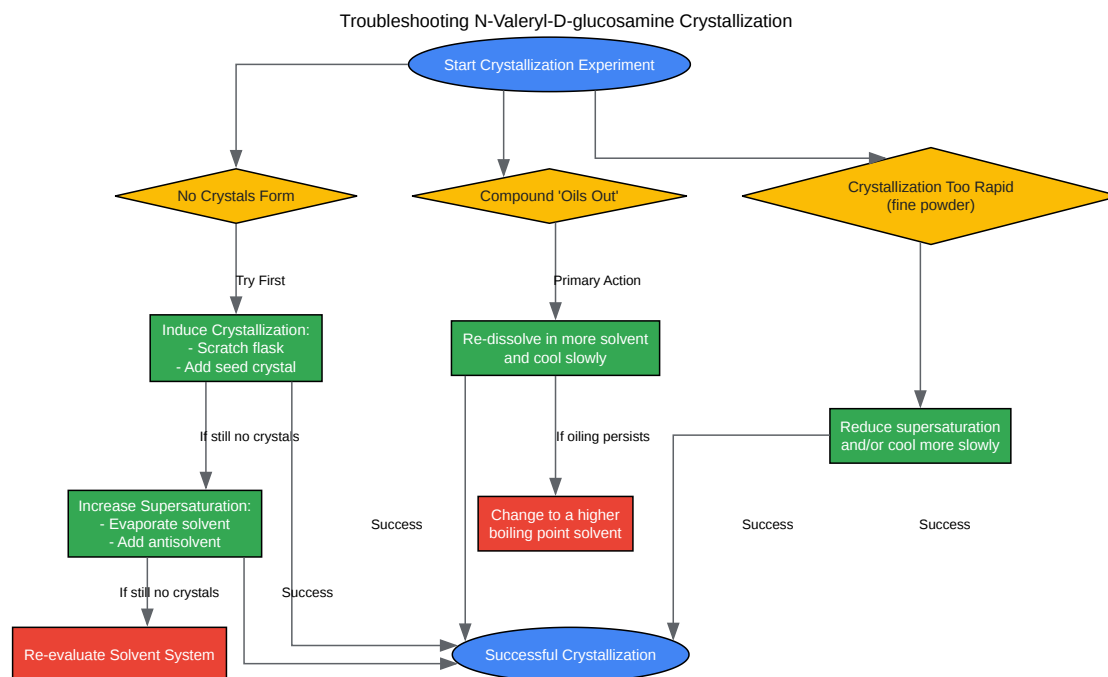 Troubleshooting N-Valeryl-D-glucosamine Crystallization
Start Crystallization Experiment
No Crystals Form
Compound 'Oils Out'
Crystallization Too Rapid
(fine powder)
Try First
Primary Action
Induce Crystallization:
- Scratch flask
- Add seed crystal
Re-dissolve in more solvent
and cool slowly
Reduce supersaturation
and/or cool more slowly
If still no crystals
If oiling persists
Increase Supersaturation:
- Evaporate solvent
- Add antisolvent
Change to a higher
boiling point solvent
Success
Success
Success
If still no crystals
Success
Re-evaluate Solvent System
Successful Crystallization